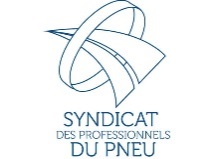 SYNDICAT
DES PROFESSIONNELS
DU PNEU